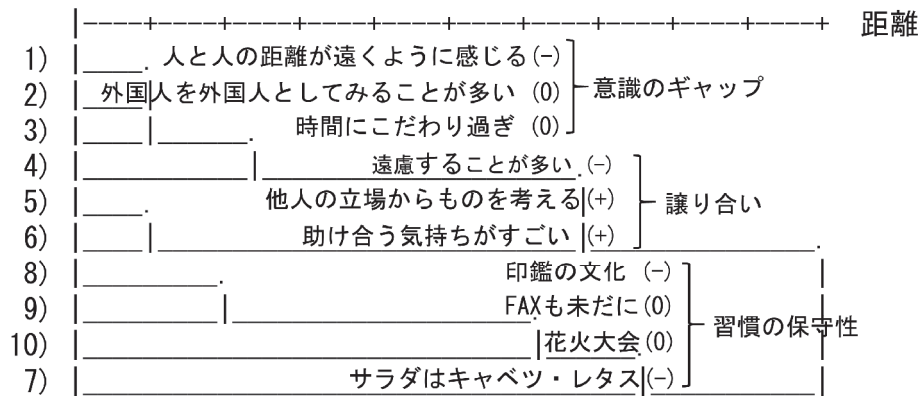 |----+----+----+----+----+----+----+----+----+----+ 距離
1) |____. 人と人の距離が遠くように感じる(-)
2) 外国人を外国人としてみることが多い (0) 意識のギャップ
3) 時間にこだわり過ぎ (0)
4) 遠慮することが多い.(-)
5) 他人の立場からものを考える|(+) 譲り合い
6) 助け合う気持ちがすごい|(+)
8) 印鑑の文化 (-)
9) FAXも未だに(0) 習慣の保守性
10) 花火大会(0)
7) サラダはキャベツ・レタス|(-)